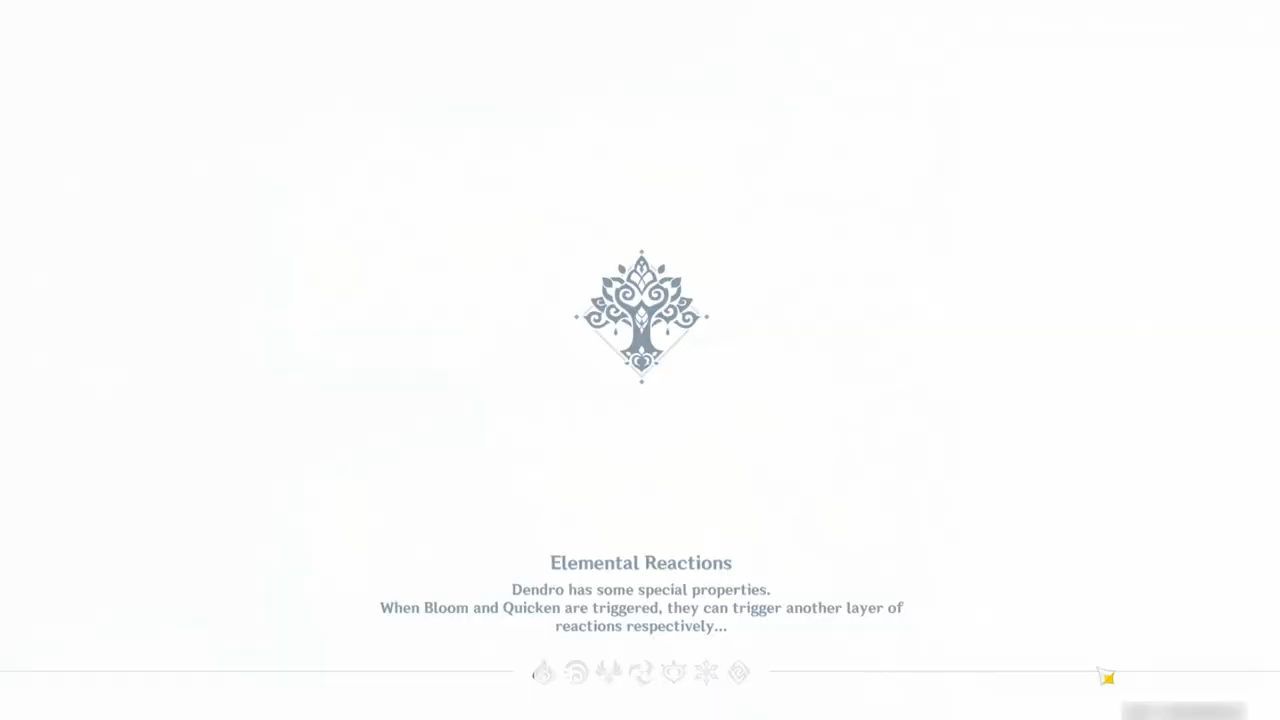 Elemental Reactions
Dendro has some special properties.
When Bloom and Quicken are triggered, they can trigger another layer of
reactions respectively...